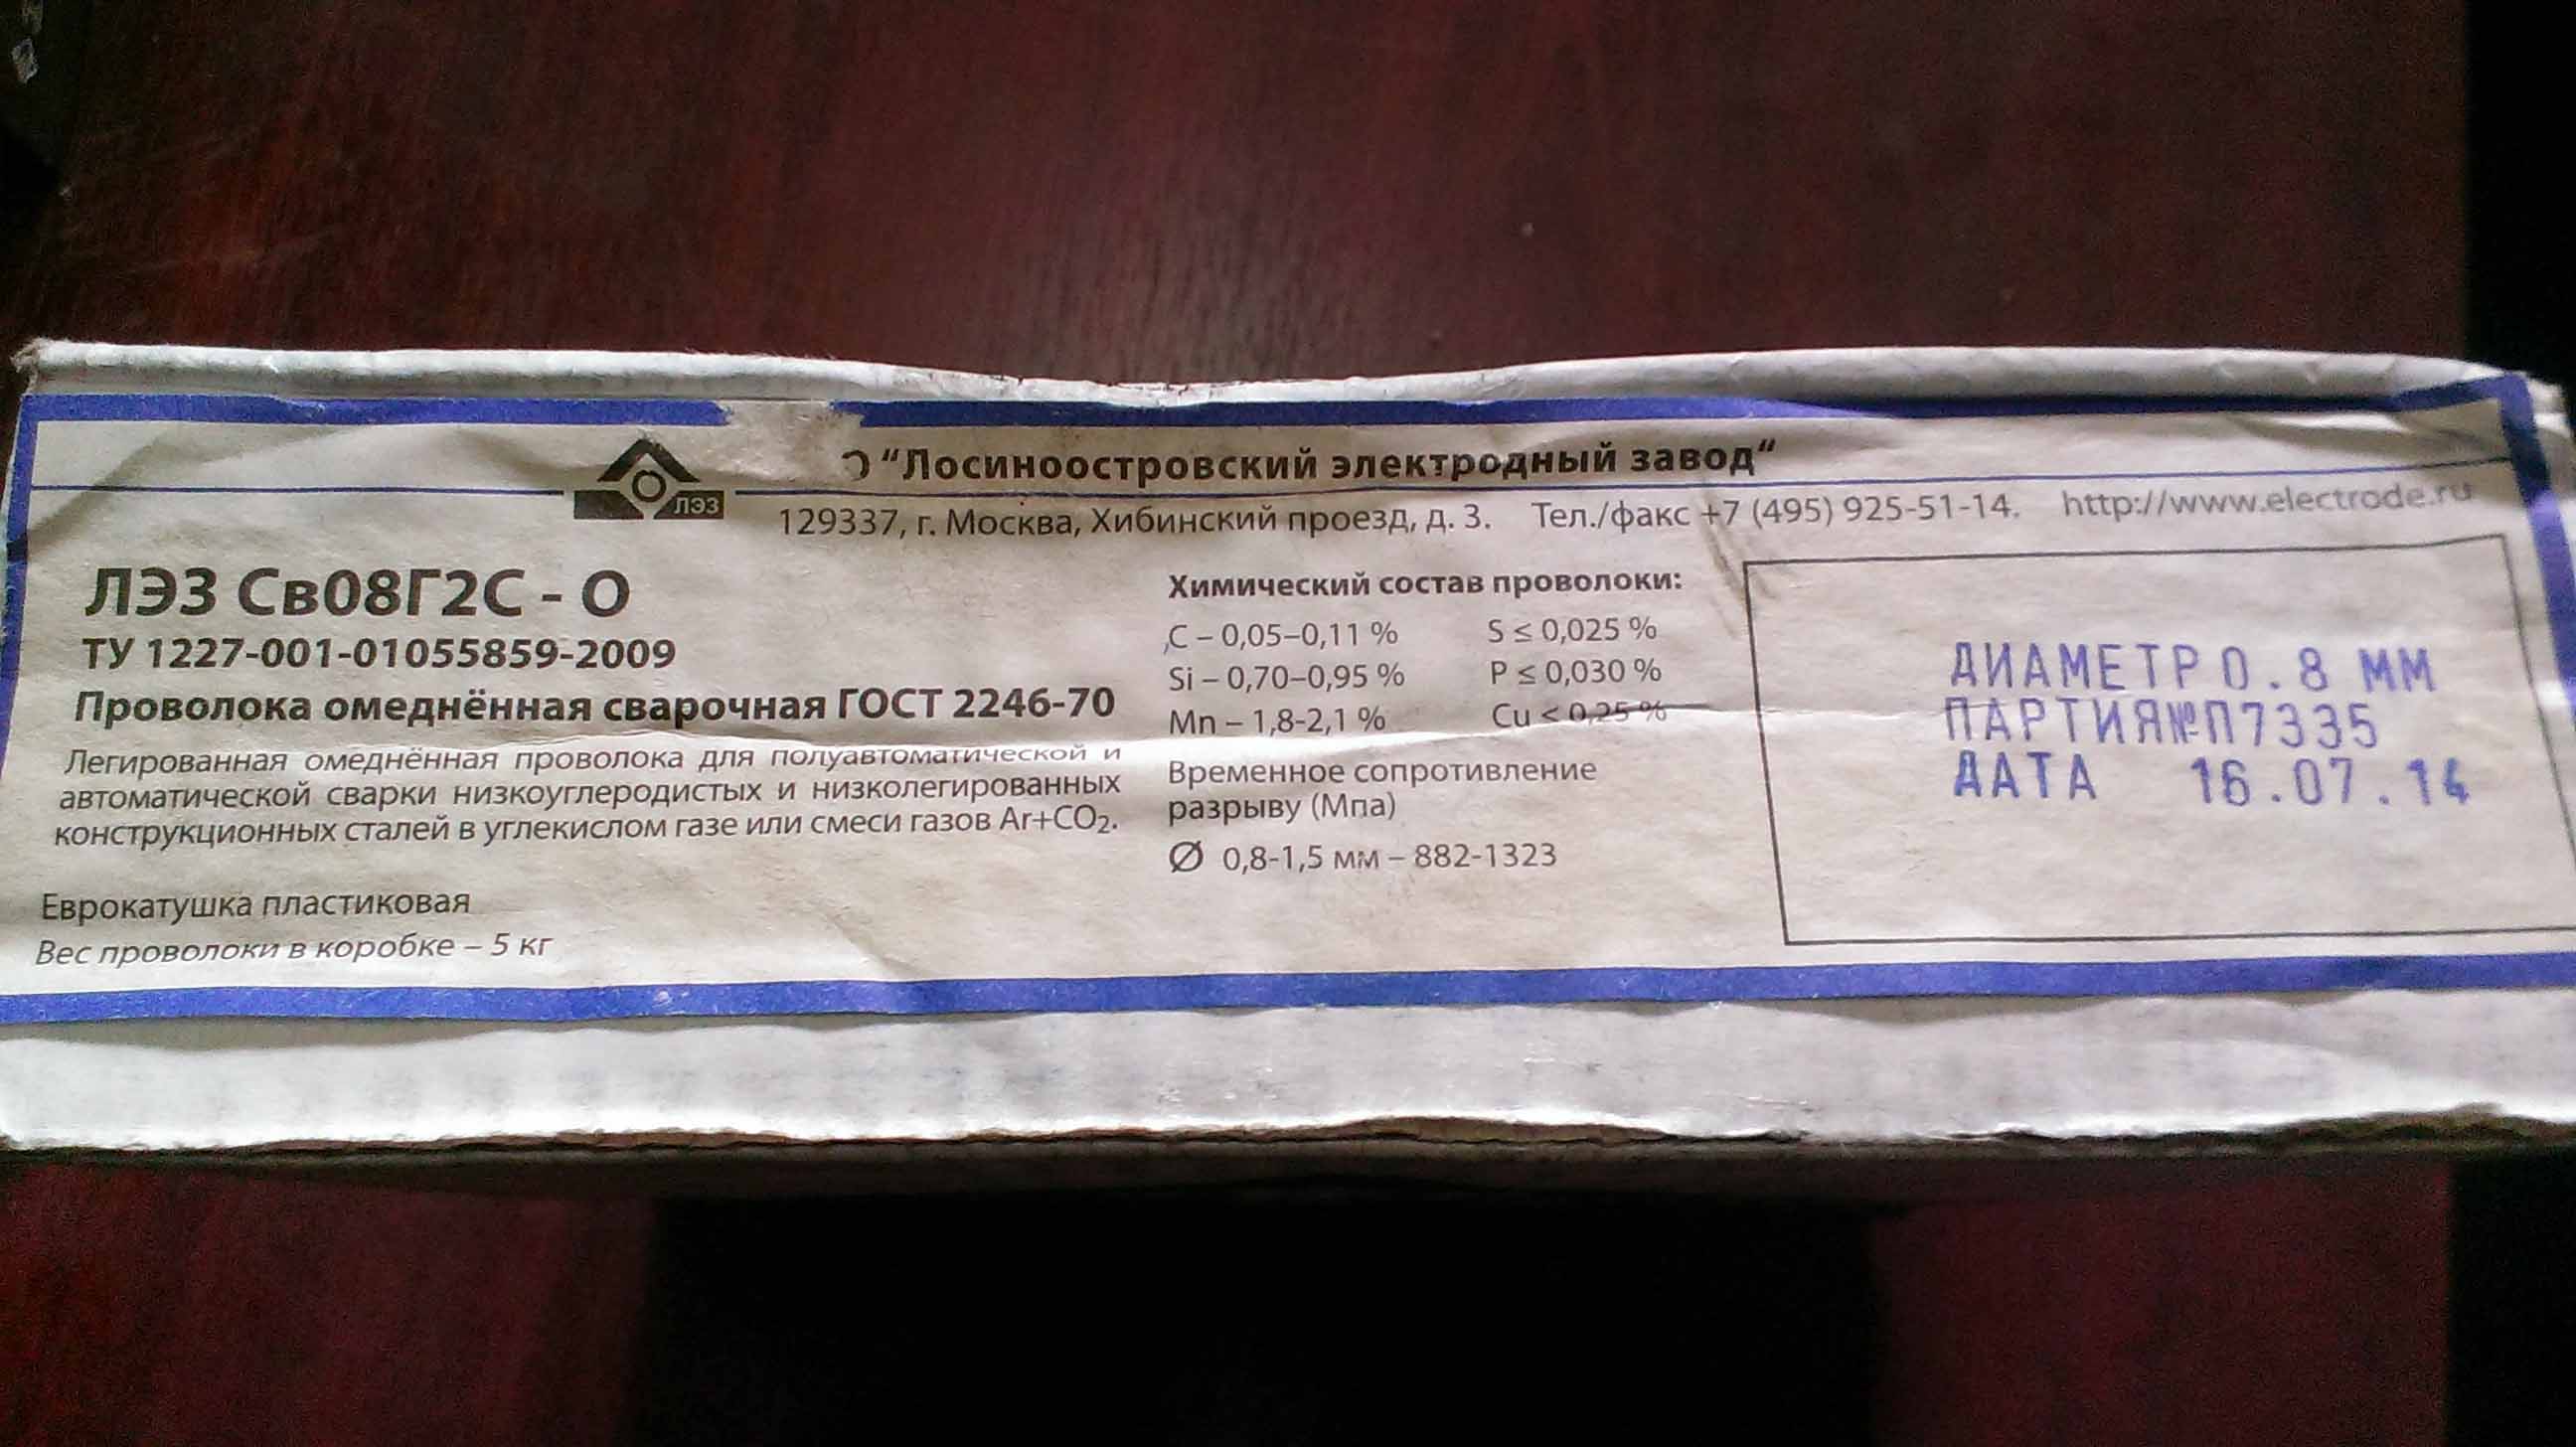 "Лосиноостровский электродный завод"
ЛЭЗ
129337, г. Москва, Хибинский проезд, д. 3. Тел./факс +7 (495) 925-51-14. http://www.electrode.ru
ЛЭЗ Св08Г2С - О
ТУ 1227-001-01055859-2009
Проволока омеднённая сварочная ГОСТ 2246-70
Легированная омеднённая проволока для полуавтоматической и
автоматической сварки низкоуглеродистых и низколегированных
конструкционных сталей в углекислом газе или смеси газов Ar+CO₂.
Еврокатушка пластиковая
Вес проволоки в коробке – 5 кг
Химический состав проволоки:
C – 0,05–0,11 % S ≤ 0,025 %
Si – 0,70–0,95 % P ≤ 0,030 %
Mn – 1,8-2,1 % Cu < 0,25 %
Временное сопротивление
разрыву (Мпа)
Ø 0,8-1,5 мм – 882-1323
ДИАМЕТР 0.8 ММ
ПАРТИЯ№П7335
ДАТА 16.07.14